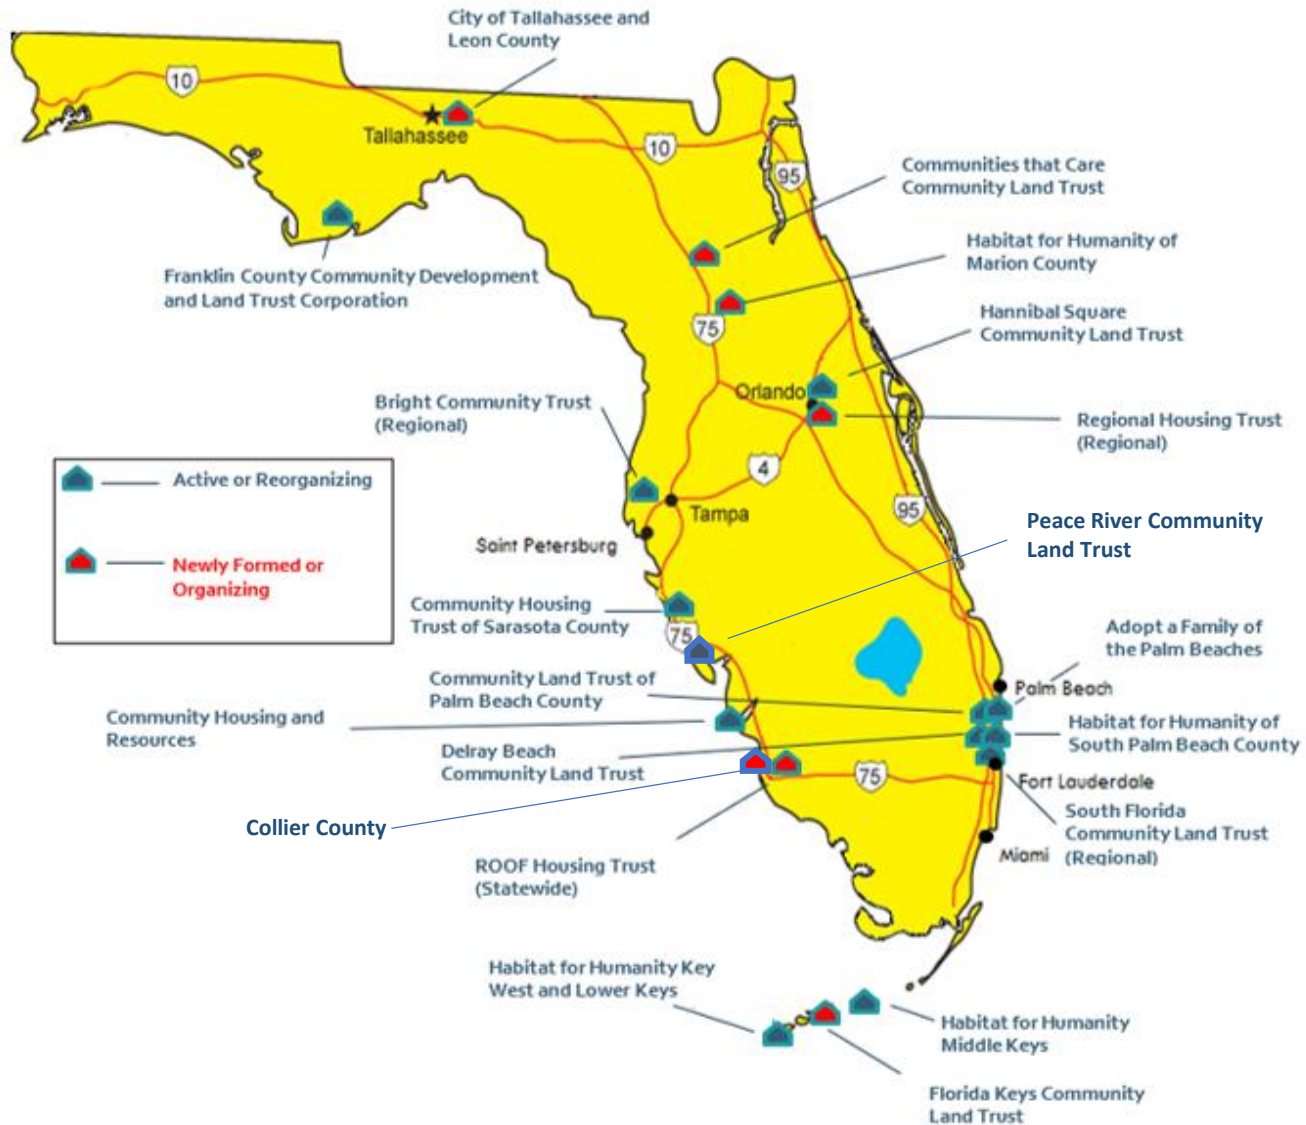 City of Tallahassee and
Leon County
10
Tallahassee
10
95
Communities that Care
Community Land Trust
Habitat for Humanity of
Marion County
Franklin County Community Development
and Land Trust Corporation
75
Hannibal Square
Community Land Trust
Orlando
Bright Community Trust
(Regional)
Regional Housing Trust
(Regional)
Active or Reorganizing
Newly Formed or
Organizing
4
95
Tampa
Saint Petersburg
Peace River Community
Land Trust
Community Housing
Trust of Sarasota County
75
Adopt a Family of
the Palm Beaches
Community Land Trust of
Palm Beach County
Palm Beach
Community Housing and
Resources
Habitat for Humanity of
South Palm Beach County
Delray Beach
Community Land Trust
75
Fort Lauderdale
Collier County
South Florida
Community Land Trust
(Regional)
Miami
ROOF Housing Trust
(Statewide)
Habitat for Humanity Key
West and Lower Keys
Habitat for Humanity
Middle Keys
Florida Keys Community
Land Trust